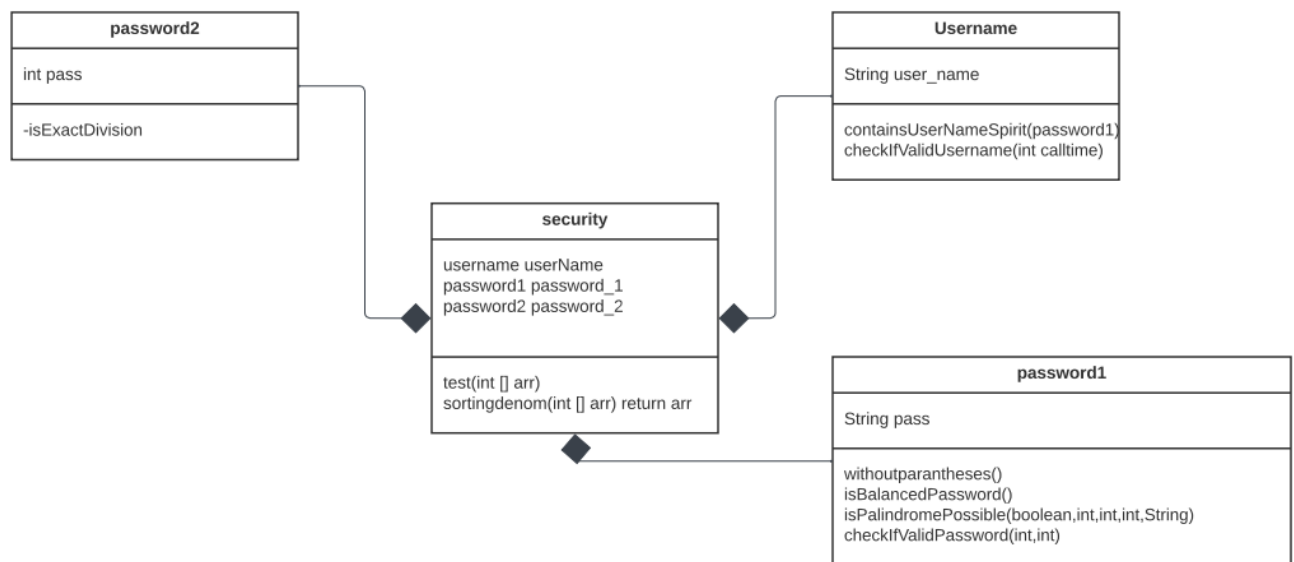 password2
int pass
-isExactDivision
Username
String user_name
containsUserNameSpirit(password1)
checkIfValidUsername(int calltime)
security
username userName
password1 password_1
password2 password_2
test(int [] arr)
sortingdenom(int [] arr) return arr
password1
String pass
withoutparantheses()
isBalancedPassword()
isPalindromePossible(boolean,int,int,int,String)
checkIfValidPassword(int,int)